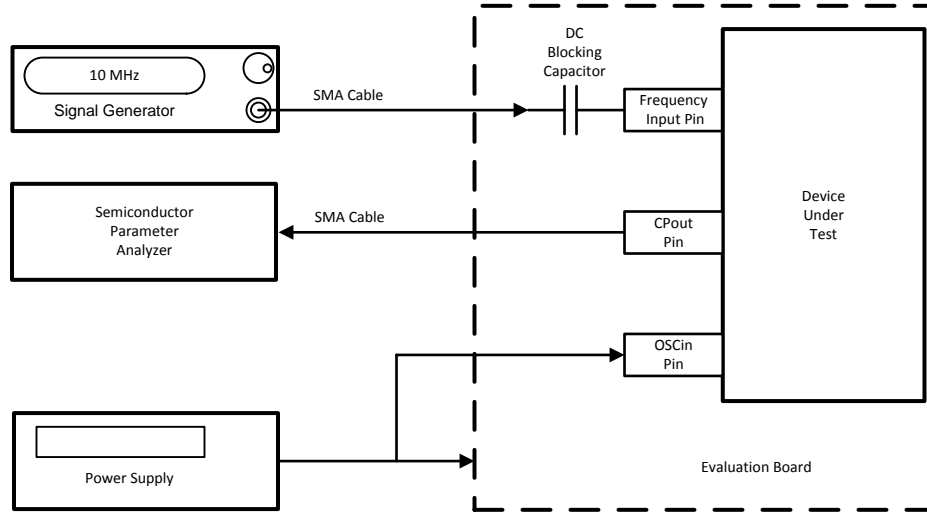 10 MHz
Signal Generator
SMA Cable
DC
Blocking
Capacitor
Frequency
Input Pin
Semiconductor
Parameter
Analyzer
SMA Cable
CPout
Pin
Device
Under
Test
OSCin
Pin
Power Supply
Evaluation Board